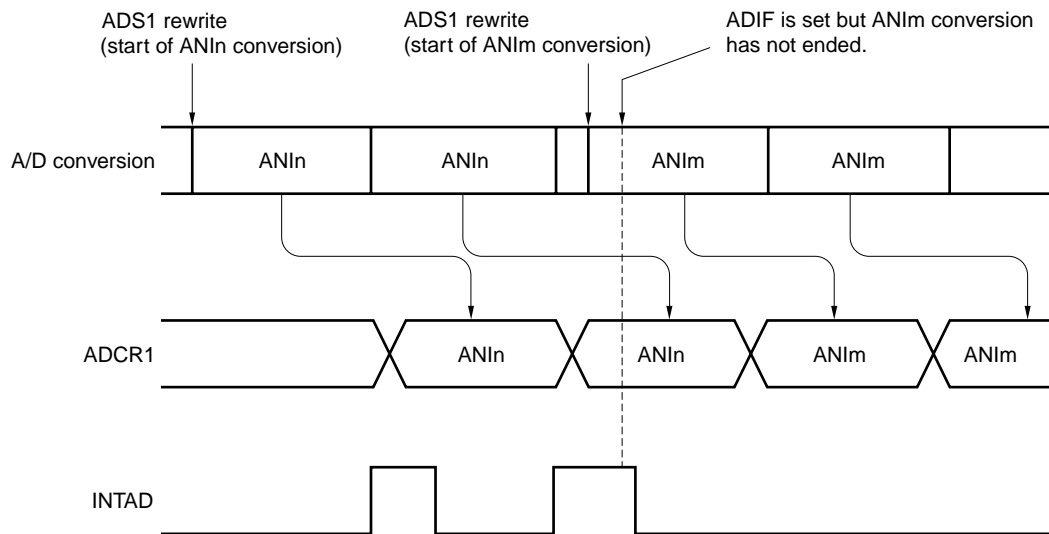 ADS1 rewrite
(start of ANIn conversion)
ADS1 rewrite
(start of ANIm conversion)
ADIF is set but ANIm conversion
has not ended.
A/D conversion
ANIn
ANIn
ANIm
ANIm
ADCR1
ANIn
ANIn
ANIm
ANIm
INTAD